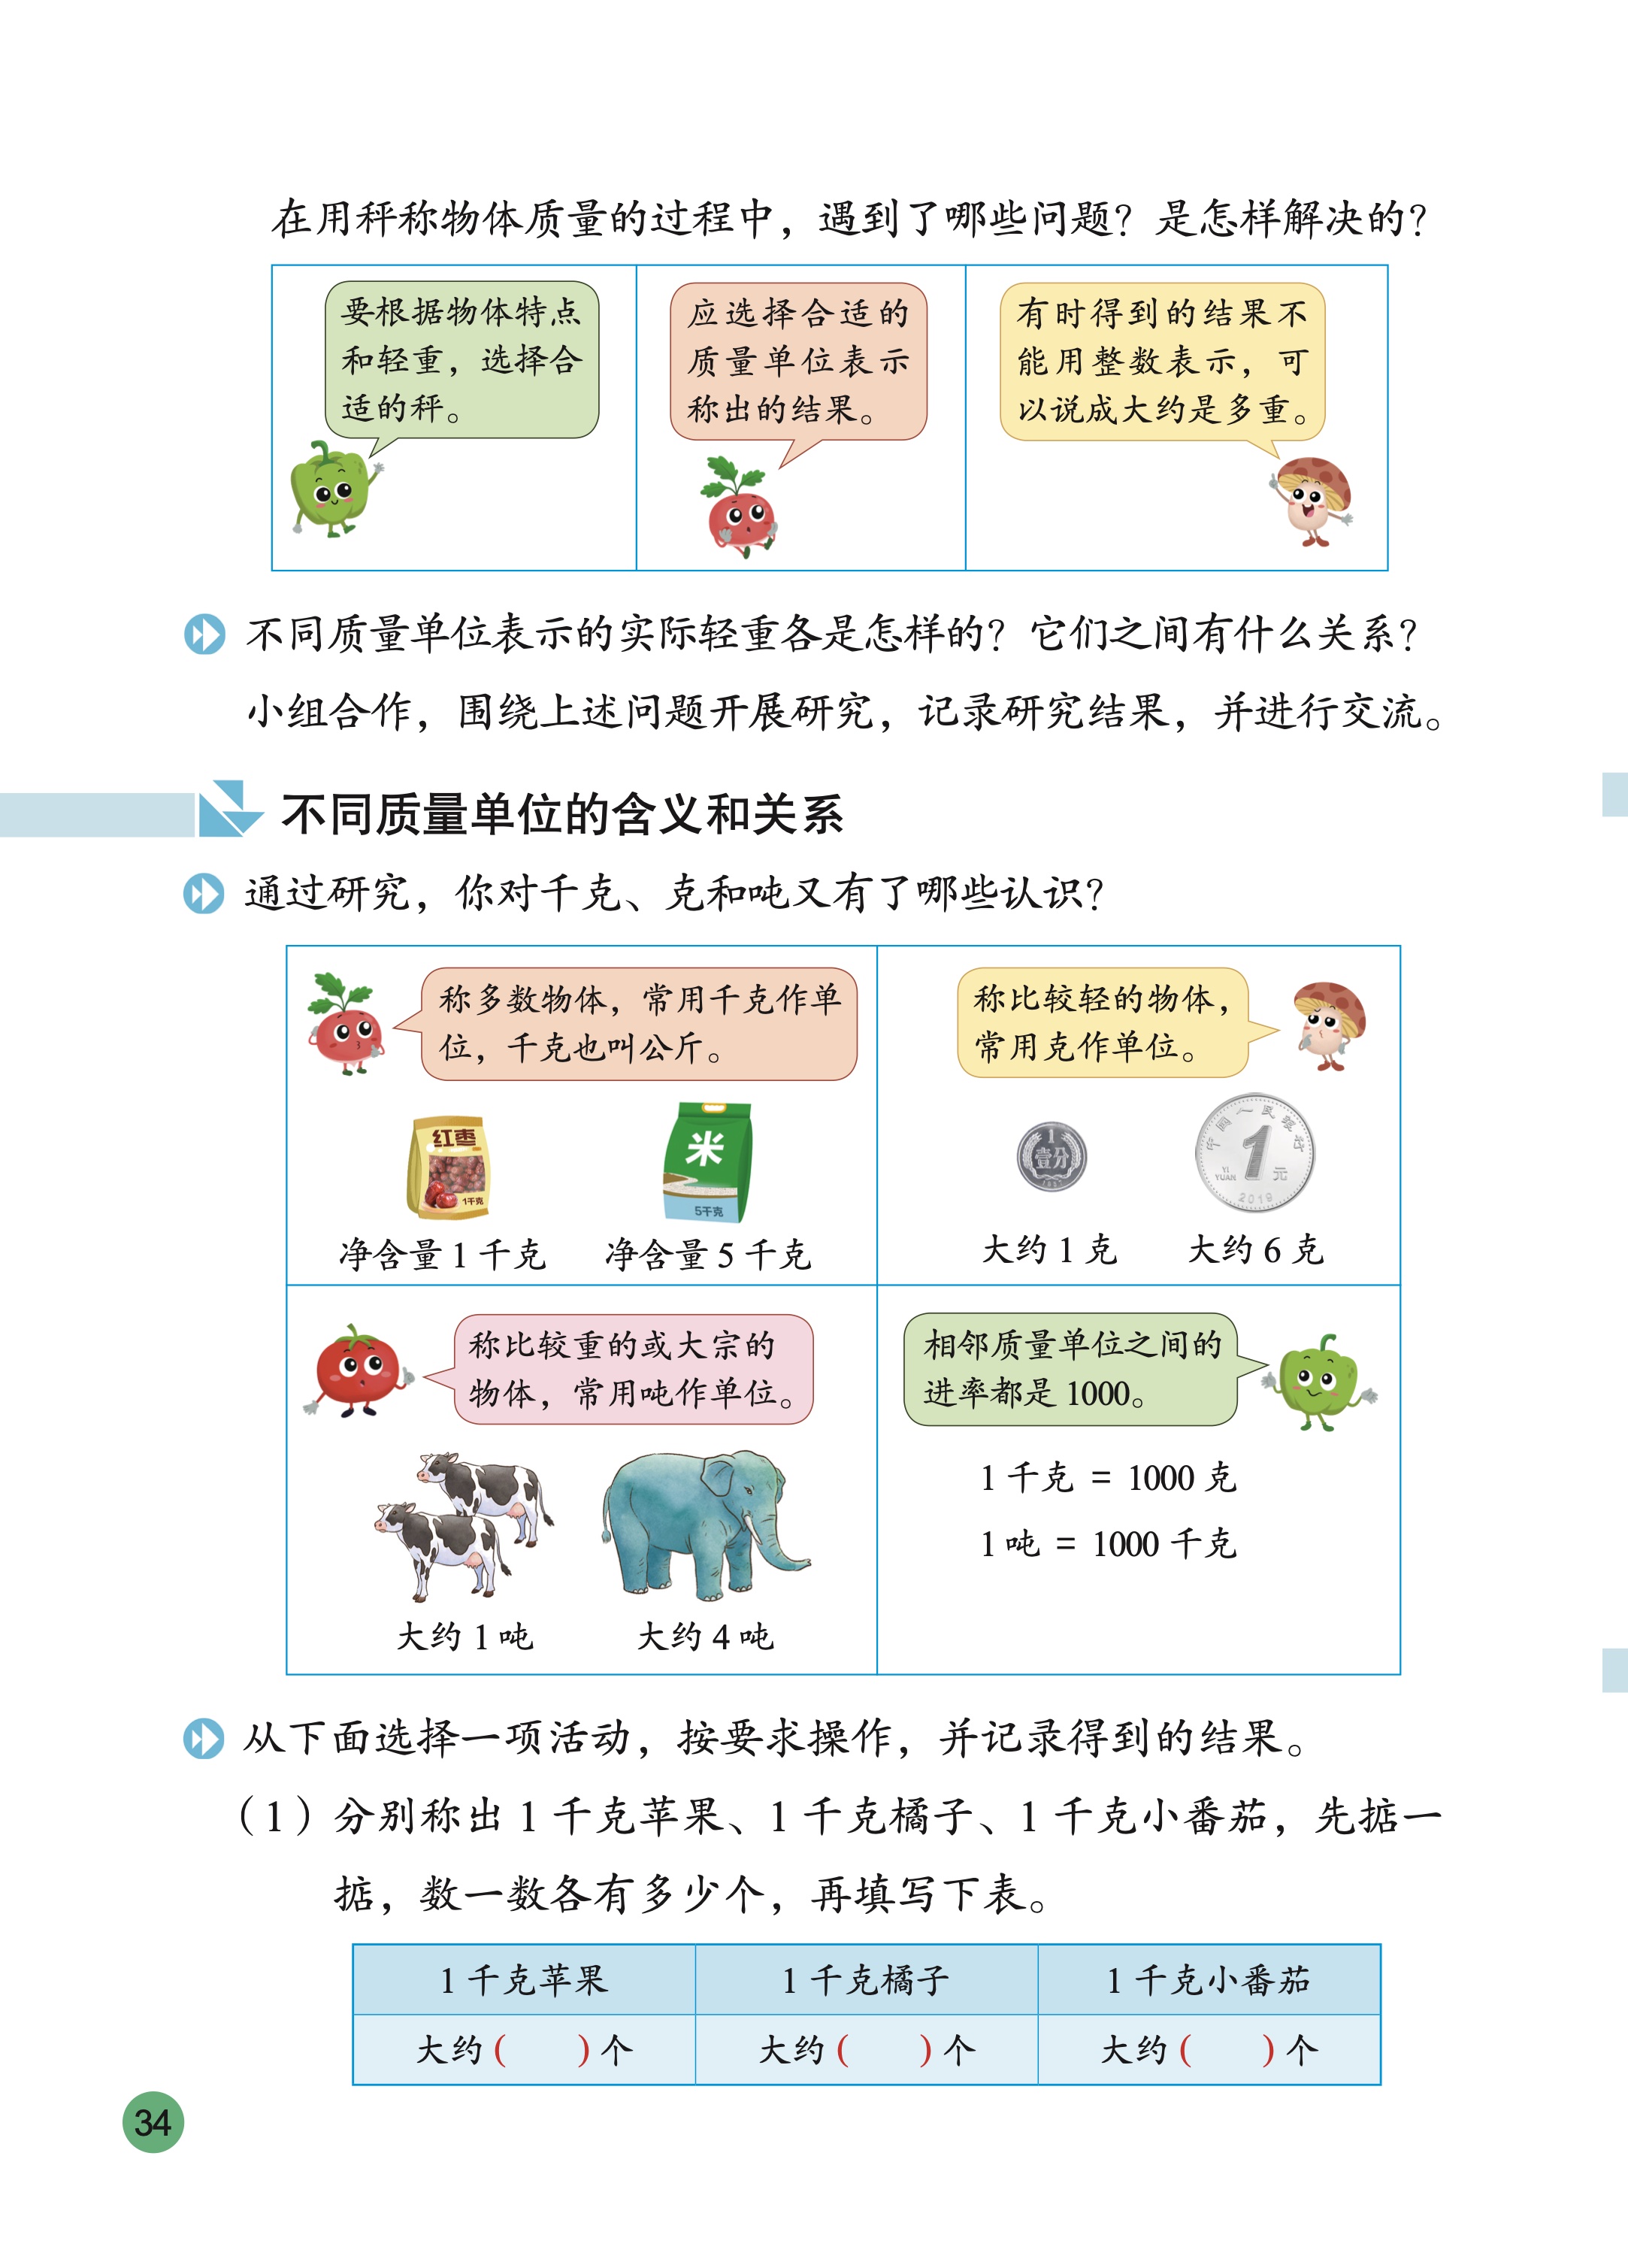 在用秤称物体质量的过程中，遇到了哪些问题？是怎样解决的？
要根据物体特点
和轻重，选择合
适的秤。
应选择合适的
质量单位表示
称出的结果。
有时得到的结果不
能用整数表示，可
以说成大约是多重。
不同质量单位表示的实际轻重各是怎样的？它们之间有什么关系？
小组合作，围绕上述问题开展研究，记录研究结果，并进行交流。
不同质量单位的含义和关系
通过研究，你对千克、克和吨又有了哪些认识？
称多数物体，常用千克作单
位，千克也叫公斤。
红枣
1千克
米
5千克
净含量 1 千克
净含量 5 千克
称比较轻的物体，
常用克作单位。
1
壹分
中国人民银行
1
元
YI
YUAN
2019
大约 1 克
大约 6 克
称比较重的或大宗的
物体，常用吨作单位。
大约 1 吨
大约 4 吨
相邻质量单位之间的
进率都是 1000。
1 千克 = 1000 克
1 吨 = 1000 千克
从下面选择一项活动，按要求操作，并记录得到的结果。
（1）分别称出 1 千克苹果、1 千克橘子、1 千克小番茄，先掂一
掂，数一数各有多少个，再填写下表。
1 千克苹果
1 千克橘子
1 千克小番茄
大约（　　）个
大约（　　）个
大约（　　）个
34